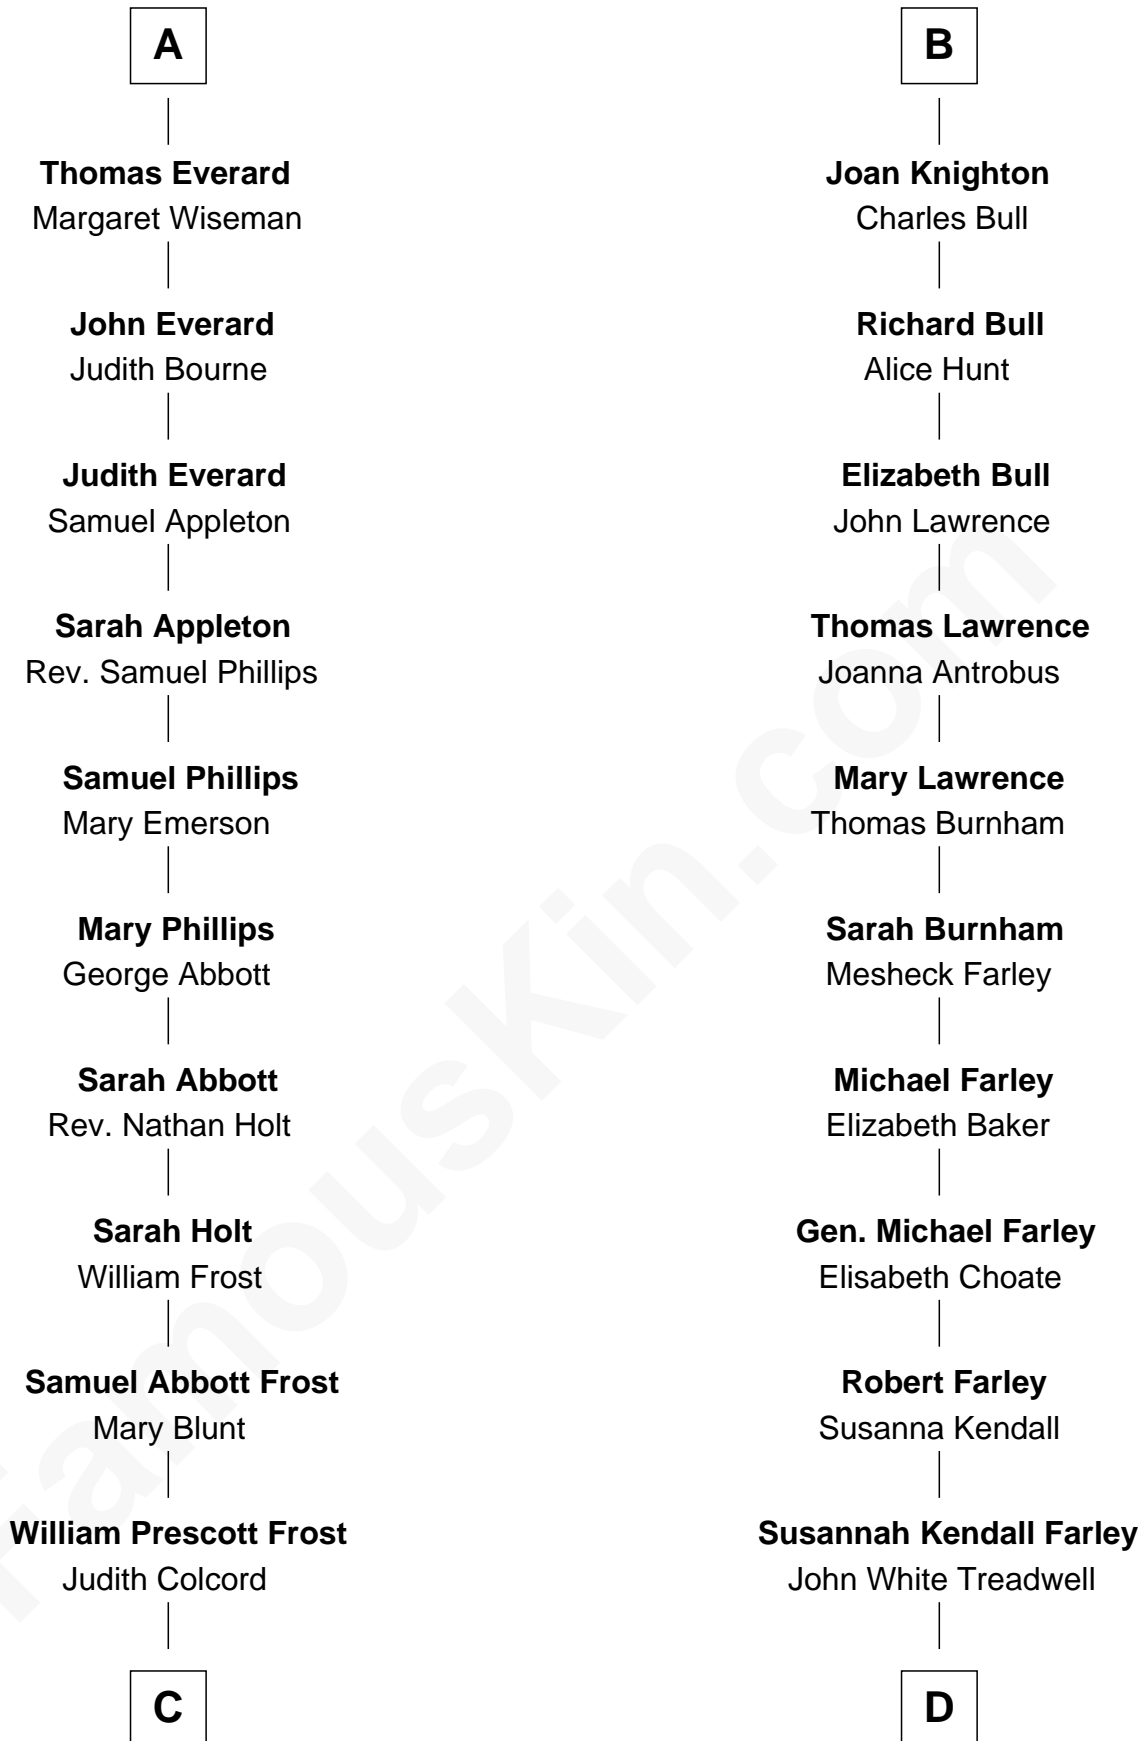 A
Thomas Everard
Margaret Wiseman
John Everard
Judith Bourne
Judith Everard
Samuel Appleton
Sarah Appleton
Rev. Samuel Phillips
Samuel Phillips
Mary Emerson
Mary Phillips
George Abbott
Sarah Abbott
Rev. Nathan Holt
Sarah Holt
William Frost
Samuel Abbott Frost
Mary Blunt
William Prescott Frost
Judith Colcord
C
B
Joan Knighton
Charles Bull
Richard Bull
Alice Hunt
Elizabeth Bull
John Lawrence
Thomas Lawrence
Joanna Antrobus
Mary Lawrence
Thomas Burnham
Sarah Burnham
Mesheck Farley
Michael Farley
Elizabeth Baker
Gen. Michael Farley
Elisabeth Choate
Robert Farley
Susanna Kendall
Susannah Kendall Farley
John White Treadwell
D
FamousKin.com